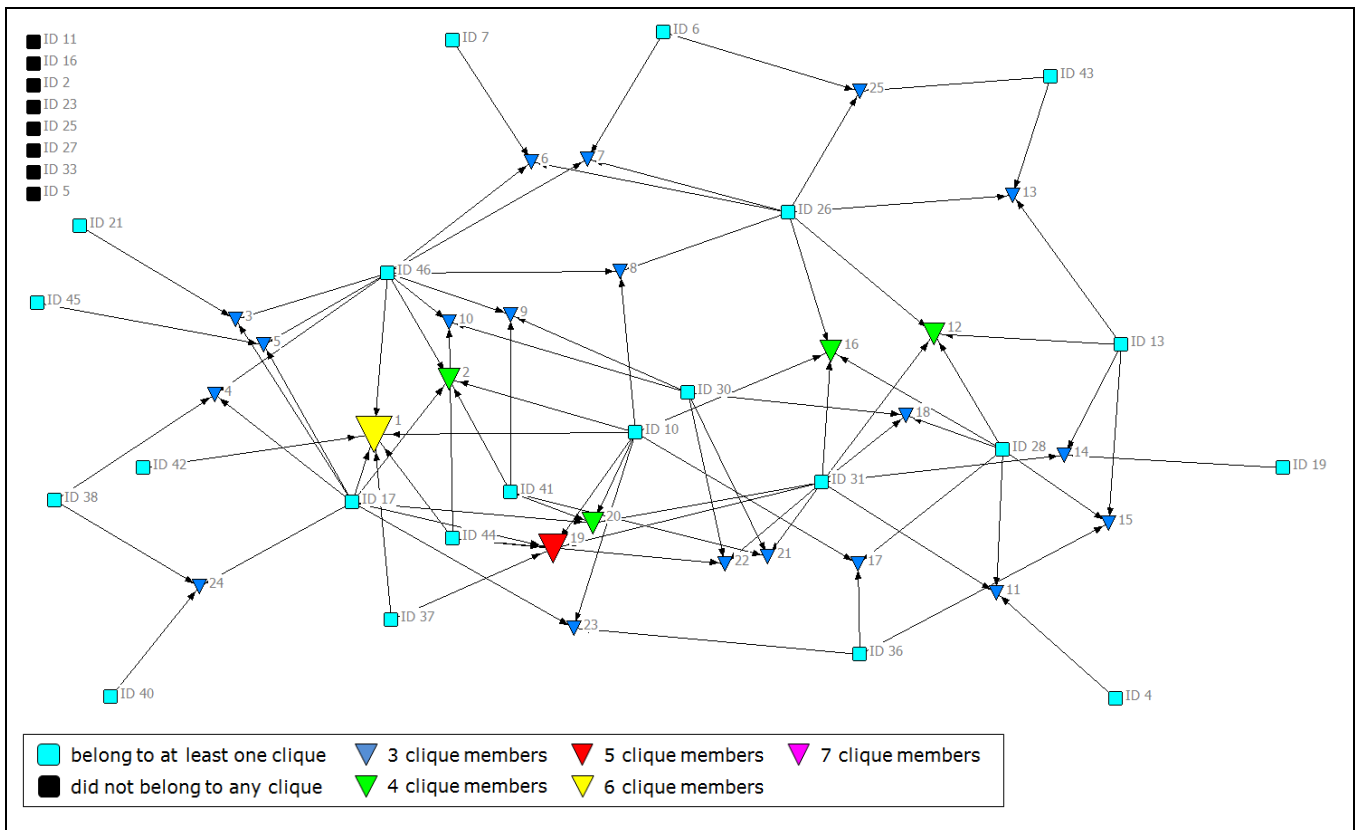 ID 11
ID 16
ID 2
ID 23
ID 25
ID 27
ID 33
ID 5
ID 7
ID 6
ID 43
25
6
7
13
ID 26
ID 21
ID 46
8
ID 45
3
10
9
12
5
16
ID 13
2
4
ID 30
18
1
ID 10
ID 28
14
ID 42
ID 19
ID 31
ID 38
ID 17
ID 41
20
15
ID 44
19
22
21
17
24
11
ID 37
23
ID 36
ID 40
ID 4
belong to at least one clique
3 clique members
5 clique members
7 clique members
did not belong to any clique
4 clique members
6 clique members